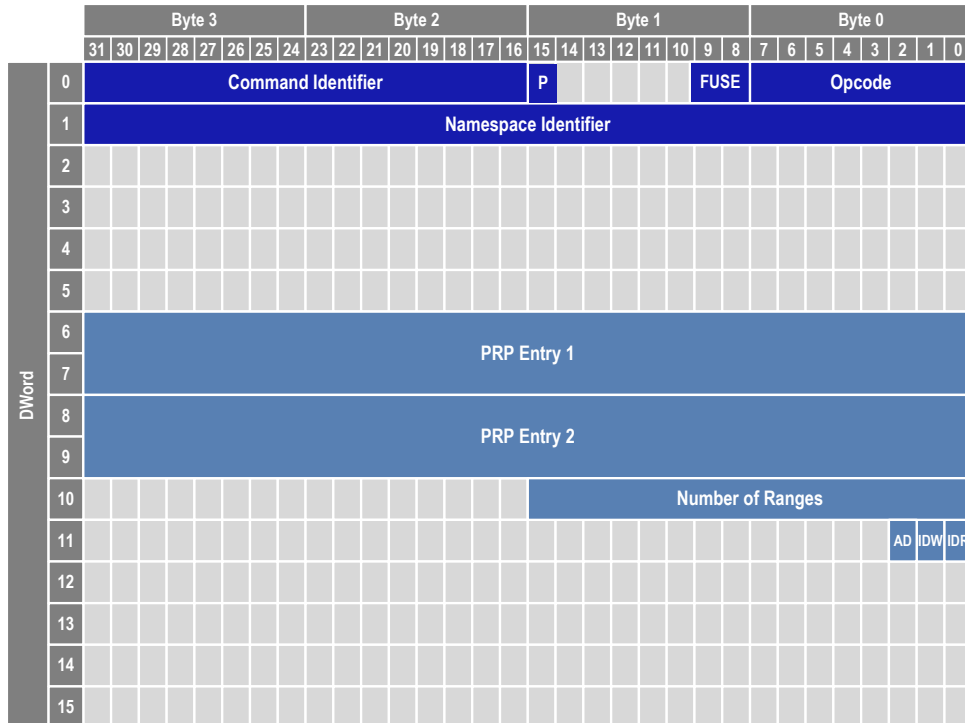 Byte 3 Byte 2 Byte 1 Byte 0
31 30 29 28 27 26 25 24 23 22 21 20 19 18 17 16 15 14 13 12 11 10 9 8 7 6 5 4 3 2 1 0
DWord
0 Command Identifier P FUSE Opcode
1 Namespace Identifier
2
3
4
5
6
PRP Entry 1
7
8
PRP Entry 2
9
10 Number of Ranges
11 AD IDW IDR
12
13
14
15